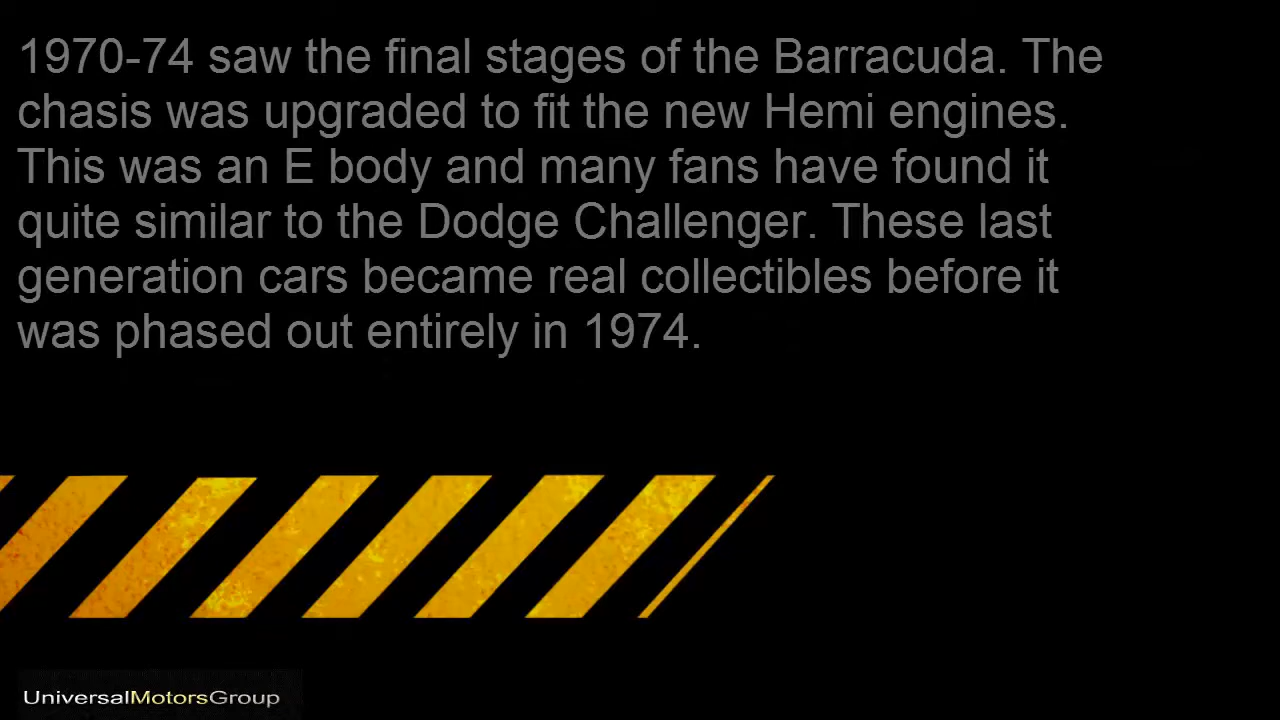 1970-74 saw the final stages of the Barracuda. The
chasis was upgraded to fit the new Hemi engines.
This was an E body and many fans have found it
quite similar to the Dodge Challenger. These last
generation cars became real collectibles before it
was phased out entirely in 1974.
UniversalMotorsGroup